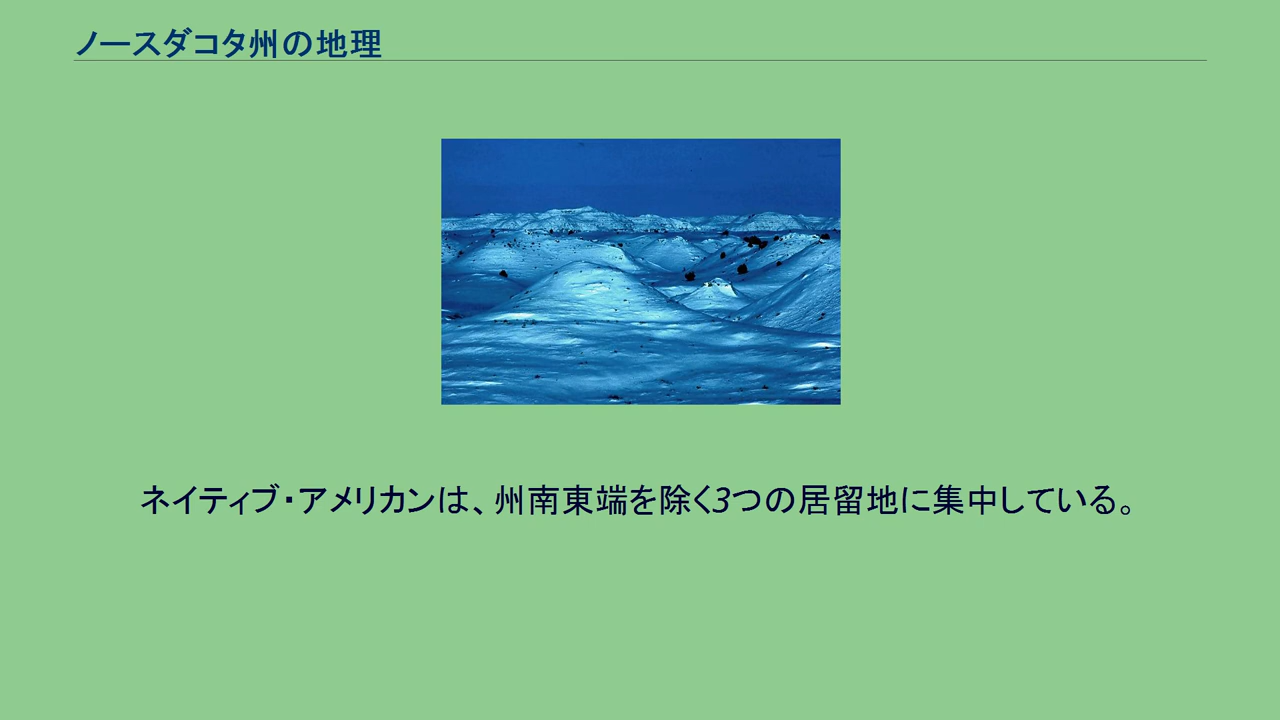 ノースダコタ州の地理
ネイティブ・アメリカンは、州南東端を除く3つの居留地に集中している。